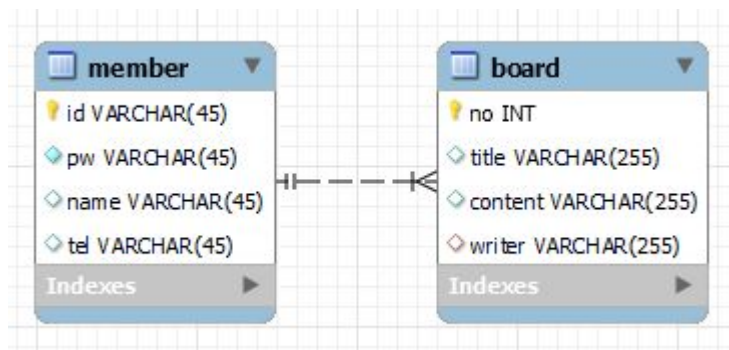 member
id VARCHAR(45)
pw VARCHAR(45)
name VARCHAR(45)
tel VARCHAR(45)
Indexes
board
no INT
title VARCHAR(255)
content VARCHAR(255)
writer VARCHAR(255)
Indexes